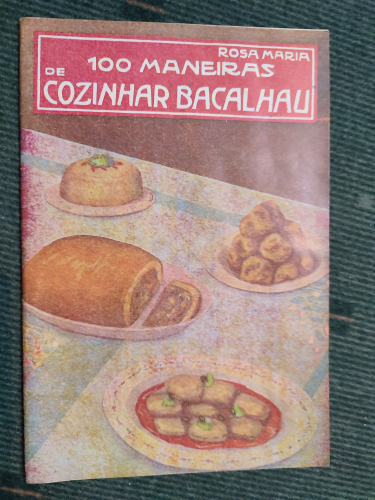 ROSA MARIA
100 MANEIRAS
DE
COZINHAR BACALHAU